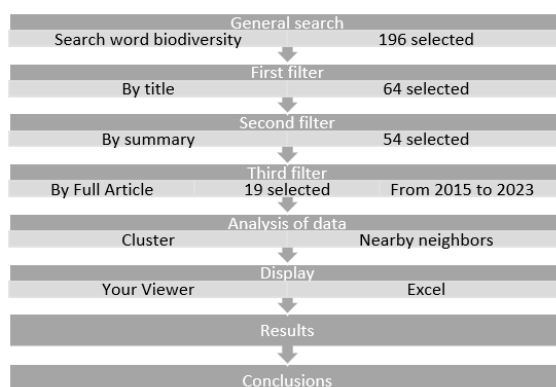 General search
Search word biodiversity 196 selected
First filter
By title 64 selected
Second filter
By summary 54 selected
Third filter
By Full Article 19 selected From 2015 to 2023
Analysis of data
Cluster Nearby neighbors
Display
Your Viewer Excel
Results
Conclusions